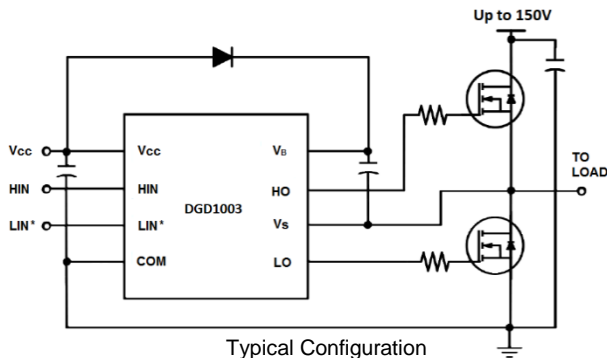 Up to 150V
Vcc
Vcc
VB
HIN
HIN
HO
TO
LOAD
DGD1003
LIN*
LIN*
Vs
COM
LO
Typical Configuration